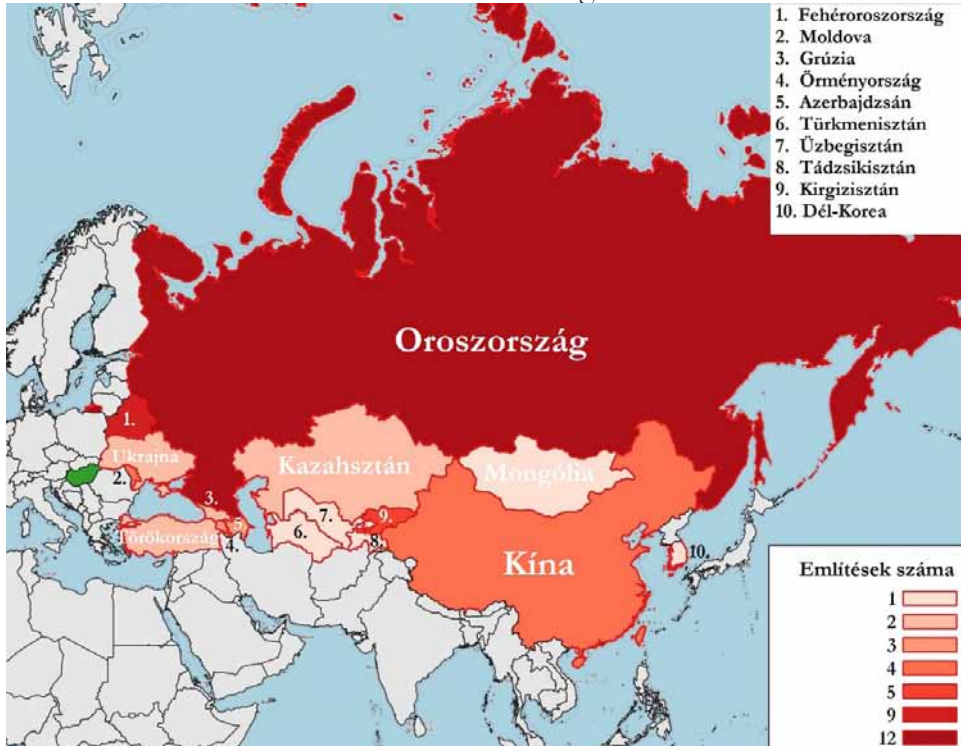 1. Fehéroroszország
2. Moldova
3. Grúzia
4. Örményország
5. Azerbajdzsán
6. Türkmenisztán
7. Üzbegisztán
8. Tádzsikisztán
9. Kirgizisztán
10. Dél-Korea
Oroszország
1.
Ukrajna
Kazahsztán
Mongólia
2.
3.
7.
9.
Törökország
5.
6.
4.
8.
10.
Kína
Említések száma
1
2
3
4
5
9
12